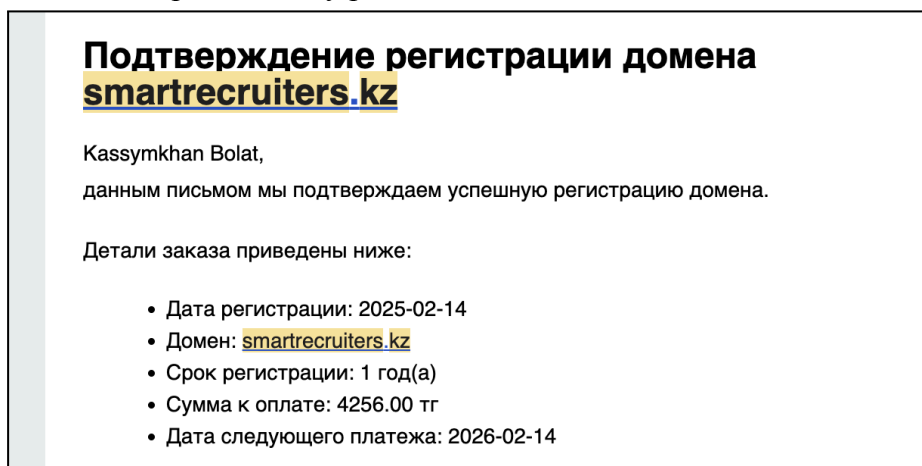 Подтверждение регистрации домена
smartrecruiters.kz
Kassymkhan Bolat,
данным письмом мы подтверждаем успешную регистрацию домена.
Детали заказа приведены ниже:
• Дата регистрации: 2025-02-14
• Домен: smartrecruiters.kz
• Срок регистрации: 1 год(а)
• Сумма к оплате: 4256.00 тг
• Дата следующего платежа: 2026-02-14